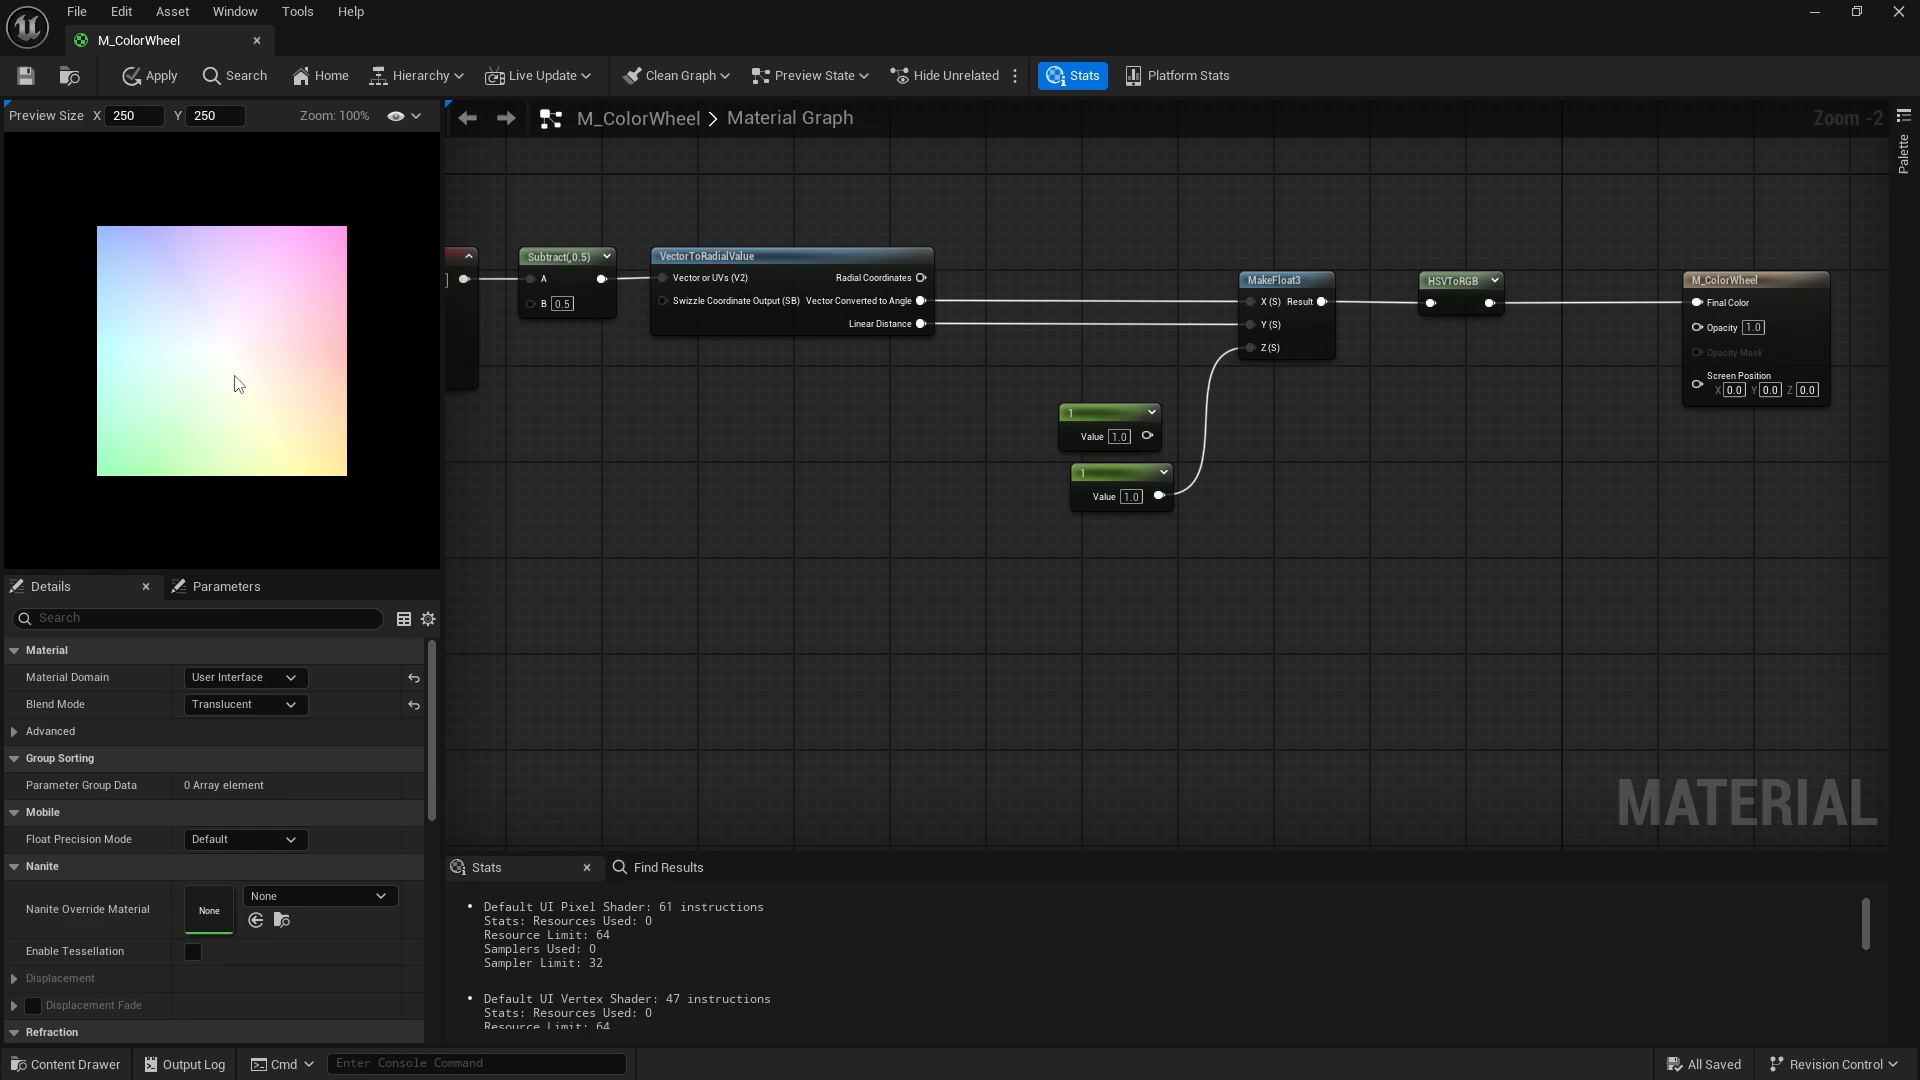 File Edit Asset Window Tools Help
M_ColorWheel
Apply Search Home Hierarchy Live Update Clean Graph Preview State Hide Unrelated Stats Platform Stats
Preview Size X 250 Y 250 Zoom: 100%
M_ColorWheel > Material Graph
Zoom -2
Palette
Subtract(,0.5)
A
B 0.5
VectorToRadialValue
Vector or UVs (V2) Radial Coordinates
Swizzle Coordinate Output (SB) Vector Converted to Angle
Linear Distance
MakeFloat3
X (S) Result
Y (S)
Z (S)
HSVToRGB
M_ColorWheel
Final Color
Opacity 1.0
Opacity Mask
Screen Position
X 0.0 Y 0.0 Z 0.0
1
Value 1.0
1
Value 1.0
MATERIAL
Details Parameters
Search
Material
Material Domain User Interface
Blend Mode Translucent
Advanced
Group Sorting
Parameter Group Data 0 Array element
Mobile
Float Precision Mode Default
Nanite
Nanite Override Material None None
Enable Tessellation
Displacement
Displacement Fade
Refraction
Stats Find Results
• Default UI Pixel Shader: 61 instructions
Stats: Resources Used: 0
Resource Limit: 64
Samplers Used: 0
Sampler Limit: 32
• Default UI Vertex Shader: 47 instructions
Stats: Resources Used: 0
Resource Limit: 64
Content Drawer Output Log Cmd Enter Console Command All Saved Revision Control